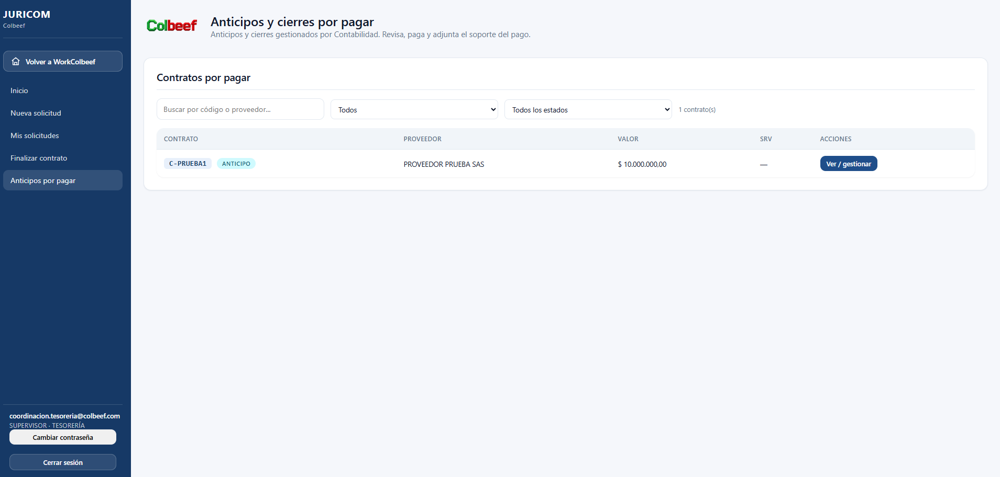 JURICOM
Colbeef
Volver a WorkColbeef
Inicio
Nueva solicitud
Mis solicitudes
Finalizar contrato
Anticipos por pagar
coordinacion.tesoreria@colbeef.com
SUPERVISOR · TESORERÍA
Cambiar contraseña
Cerrar sesión
Colbeef
Anticipos y cierres por pagar
Anticipos y cierres gestionados por Contabilidad. Revisa, paga y adjunta el soporte del pago.
Contratos por pagar
Buscar por código o proveedor... Todos Todos los estados 1 contrato(s)
CONTRATO PROVEEDOR VALOR SRV ACCIONES
C-PRUEBA1 ANTICIPO PROVEEDOR PRUEBA SAS $ 10.000.000,00 — Ver / gestionar